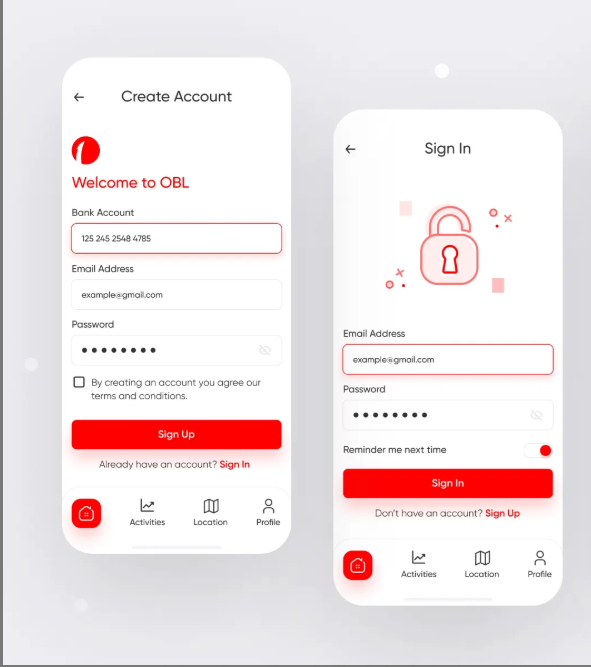 Create Account
Welcome to OBL
Bank Account
125 245 2548 4785
Email Address
example@gmail.com
Password
By creating an account you agree our
terms and conditions.
Sign Up
Already have an account? Sign In
Activities
Location
Profile
Sign In
Email Address
example@gmail.com
Password
Reminder me next time
Sign In
Don't have an account? Sign Up
Activities
Location
Profile